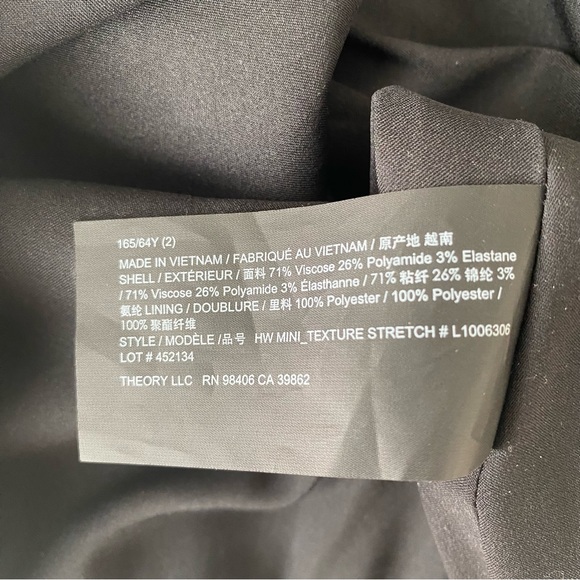 165/64Y (2)
MADE IN VIETNAM / FABRIQUÉ AU VIETNAM / 原产地 越南
SHELL / EXTÉRIEUR / 面料 71% Viscose 26% Polyamide 3% Elastane
/ 71% Viscose 26% Polyamide 3% Élasthanne / 71% 粘纤 26% 锦纶 3%
氨纶 LINING / DOUBLURE / 里料 100% Polyester / 100% Polyester /
100% 聚酯纤维
STYLE / MODÈLE /品号 HW MINI_TEXTURE STRETCH # L1006306
LOT # 452134
THEORY LLC RN 98406 CA 39862